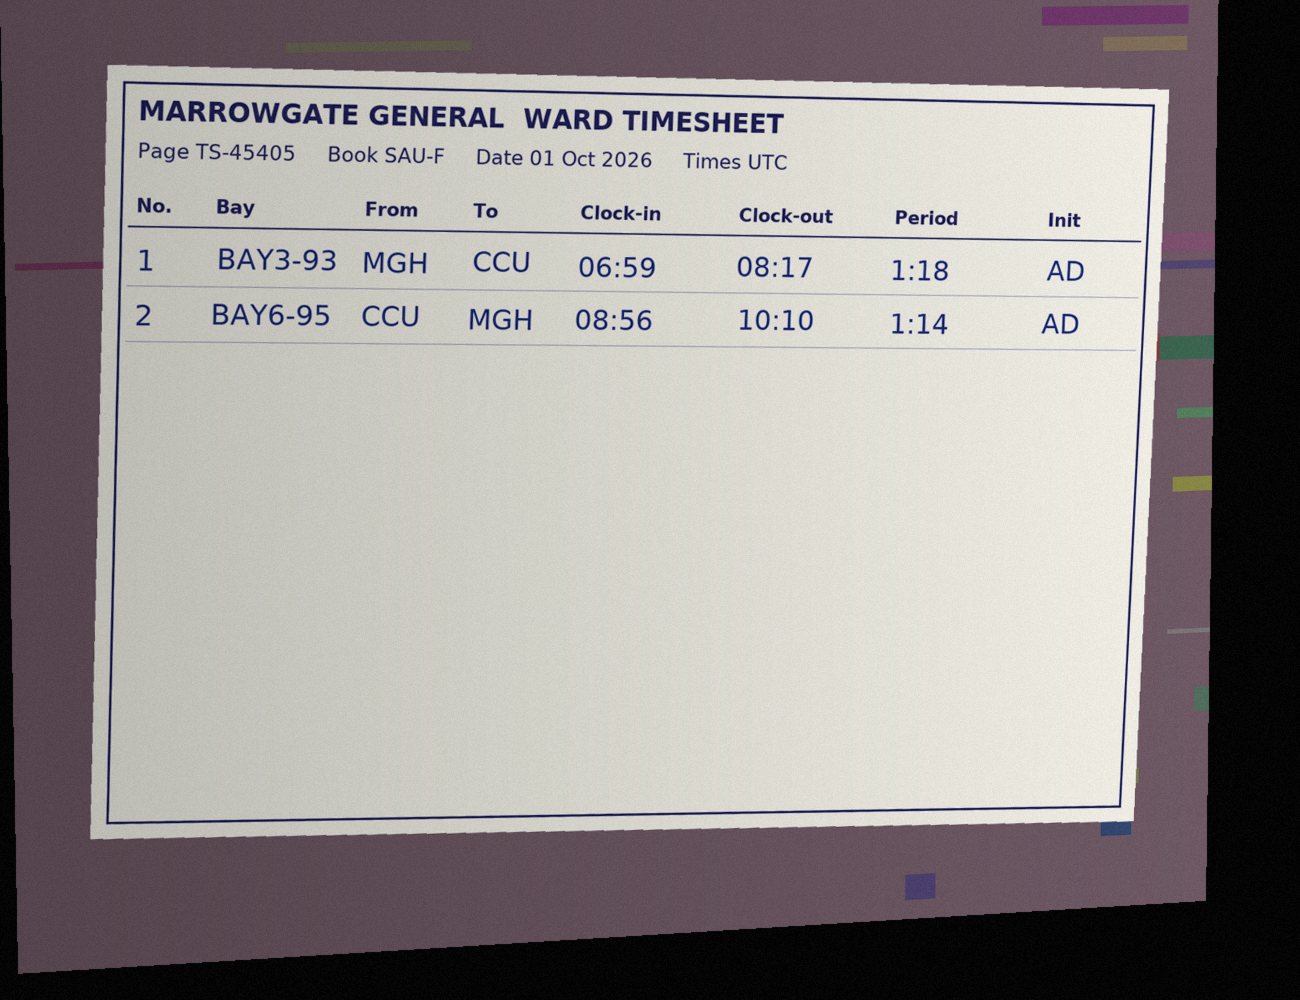 MARROWGATE GENERAL WARD TIMESHEET
Page TS-45405 Book SAU-F Date 01 Oct 2026 Times UTC
No. Bay From To Clock-in Clock-out Period Init
1 BAY3-93 MGH CCU 06:59 08:17 1:18 AD
2 BAY6-95 CCU MGH 08:56 10:10 1:14 AD